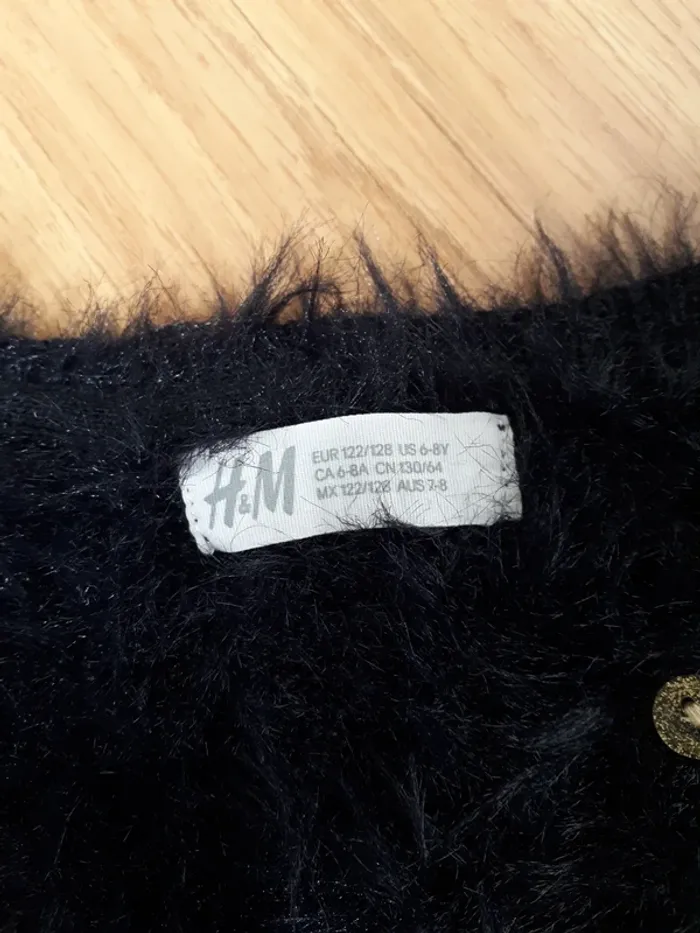 H&M
EUR 122/128 US 6-8Y
CA 6-8A CN 130/64
MX 122/128 AUS 7-8